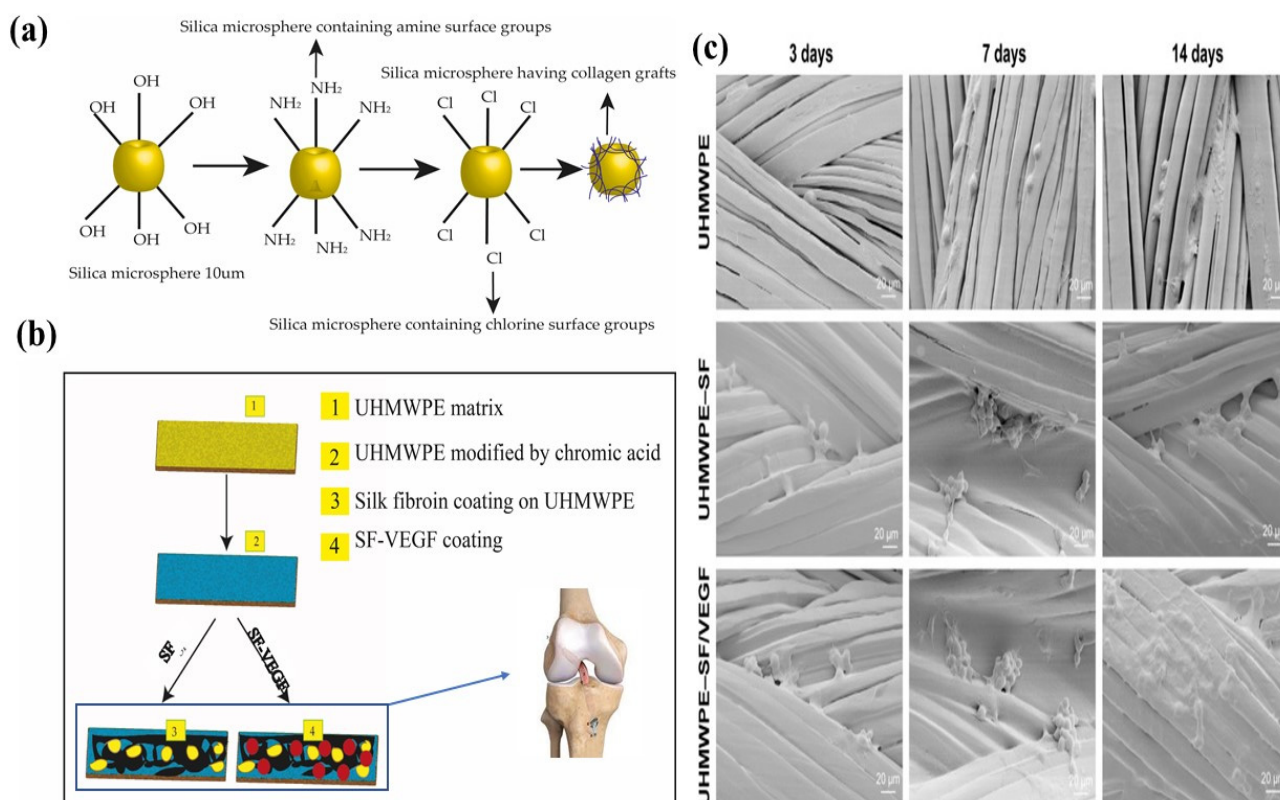 (a)
Silica microsphere containing amine surface groups
Silica microsphere having collagen grafts
OH
OH
OH
OH
OH
OH
NH₂
NH₂
NH₂
NH₂
NH₂
NH₂
Cl
Cl
Cl
Cl
Cl
Cl
Silica microsphere 10um
Silica microsphere containing chlorine surface groups
(b)
1
2
SF
SF-VEGF
3
4
1 UHMWPE matrix
2 UHMWPE modified by chromic acid
3 Silk fibroin coating on UHMWPE
4 SF-VEGF coating
(c)
3 days
7 days
14 days
UHMWPE
20 µm
20 µm
20 µm
UHMWPE–SF
20 µm
20 µm
20 µm
UHMWPE–SF/VEGF
20 µm
20 µm
20 µm